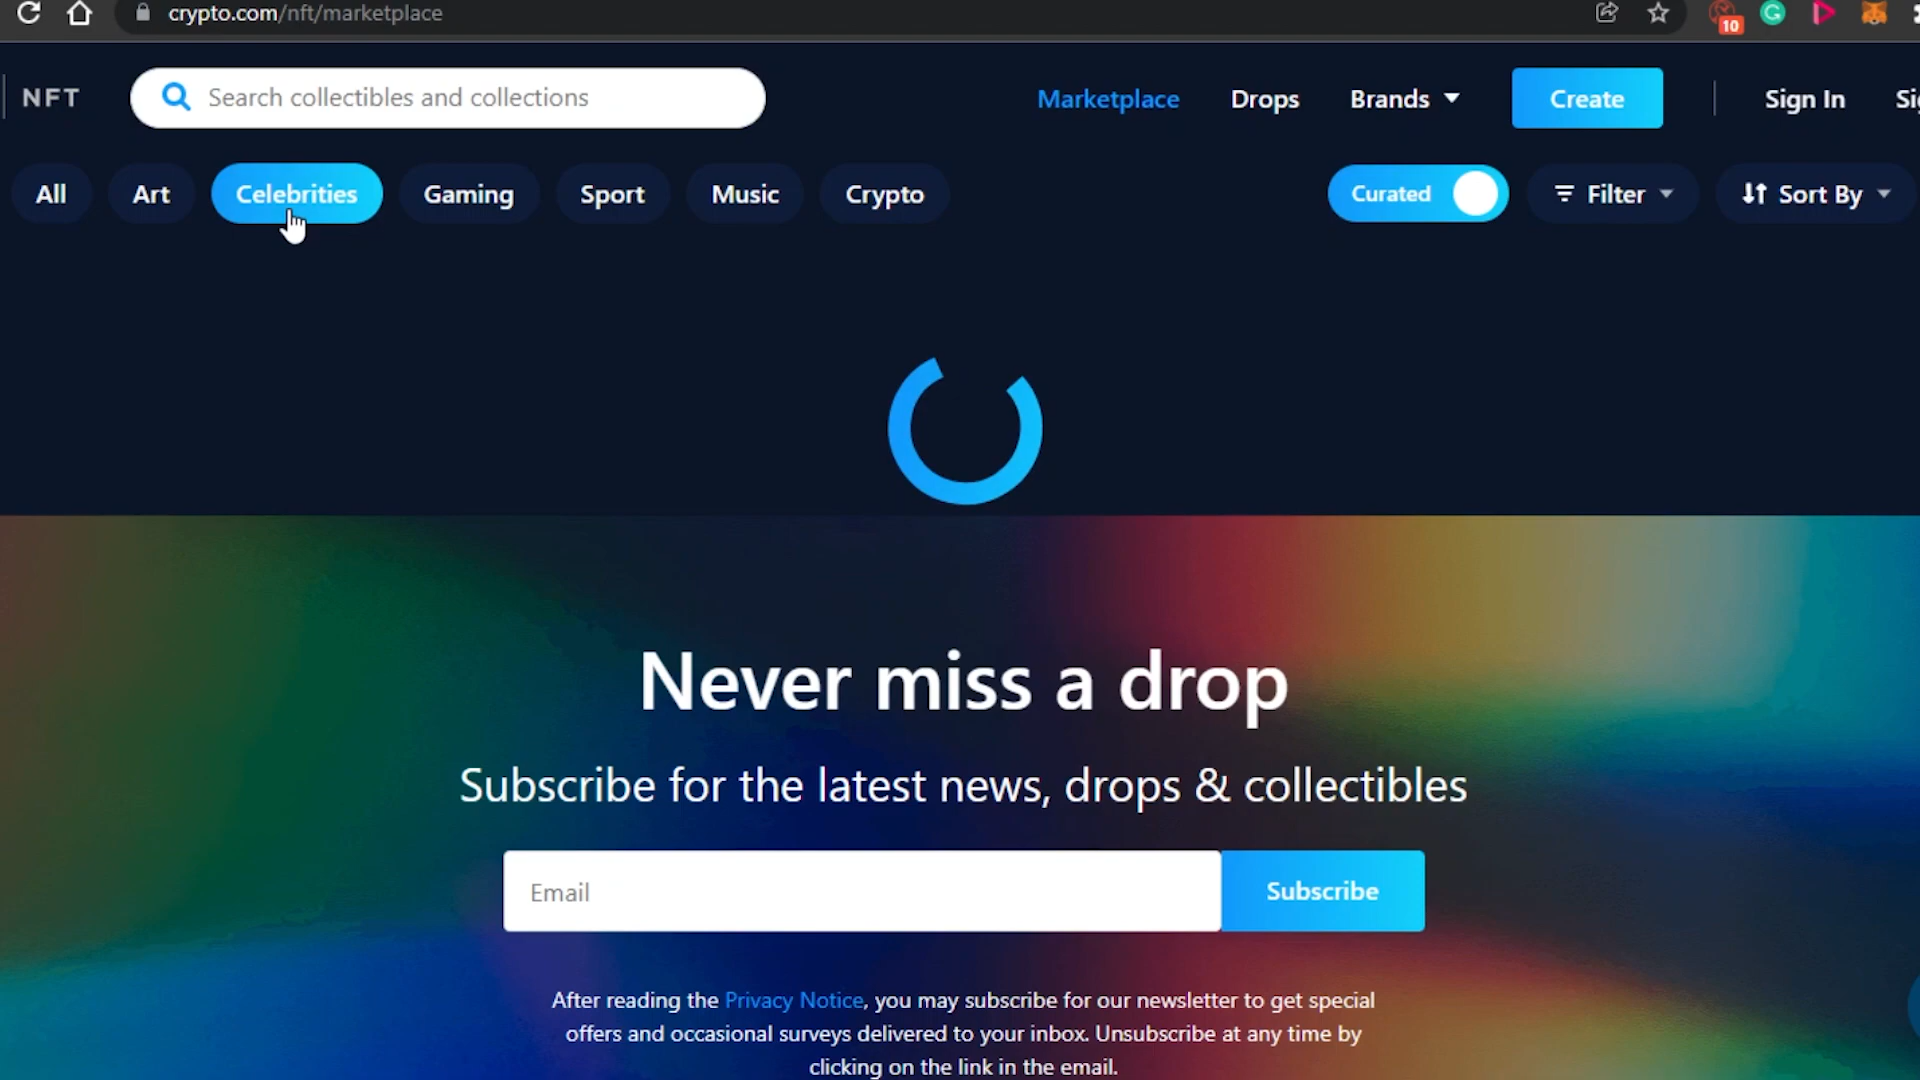 crypto.com/nft/marketplace
10
NFT
Search collectibles and collections
Marketplace
Drops
Brands
Create
Sign In
All
Art
Celebrities
Gaming
Sport
Music
Crypto
Curated
Filter
Sort By
Never miss a drop
Subscribe for the latest news, drops & collectibles
Email
Subscribe
After reading the Privacy Notice, you may subscribe for our newsletter to get special
offers and occasional surveys delivered to your inbox. Unsubscribe at any time by
clicking on the link in the email.